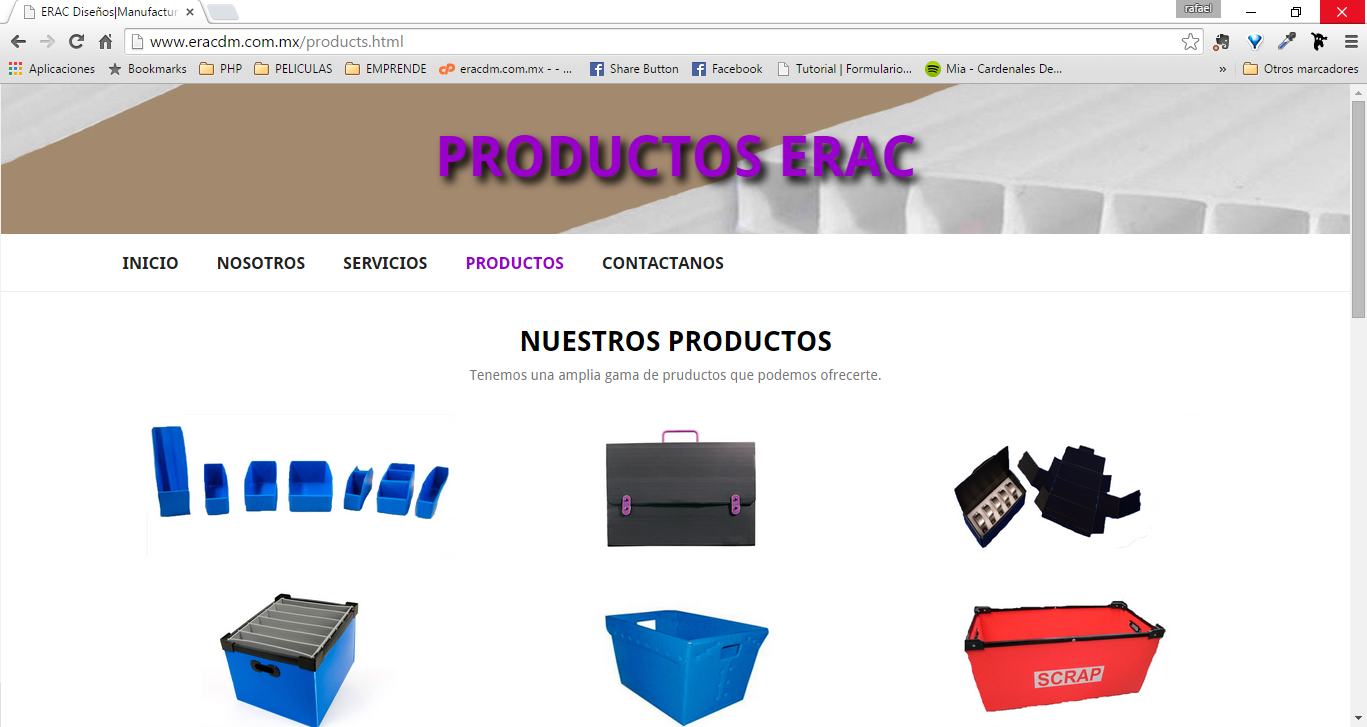 rafael
ERAC Diseños|Manufactur
www.eracdm.com.mx/products.html
Aplicaciones Bookmarks PHP PELICULAS EMPRENDE eracdm.com.mx - - ... Share Button Facebook Tutorial | Formulario... Mia - Cardenales De... » Otros marcadores
PRODUCTOS ERAC
INICIO NOSOTROS SERVICIOS PRODUCTOS CONTACTANOS
NUESTROS PRODUCTOS
Tenemos una amplia gama de pruductos que podemos ofrecerte.
SCRAP